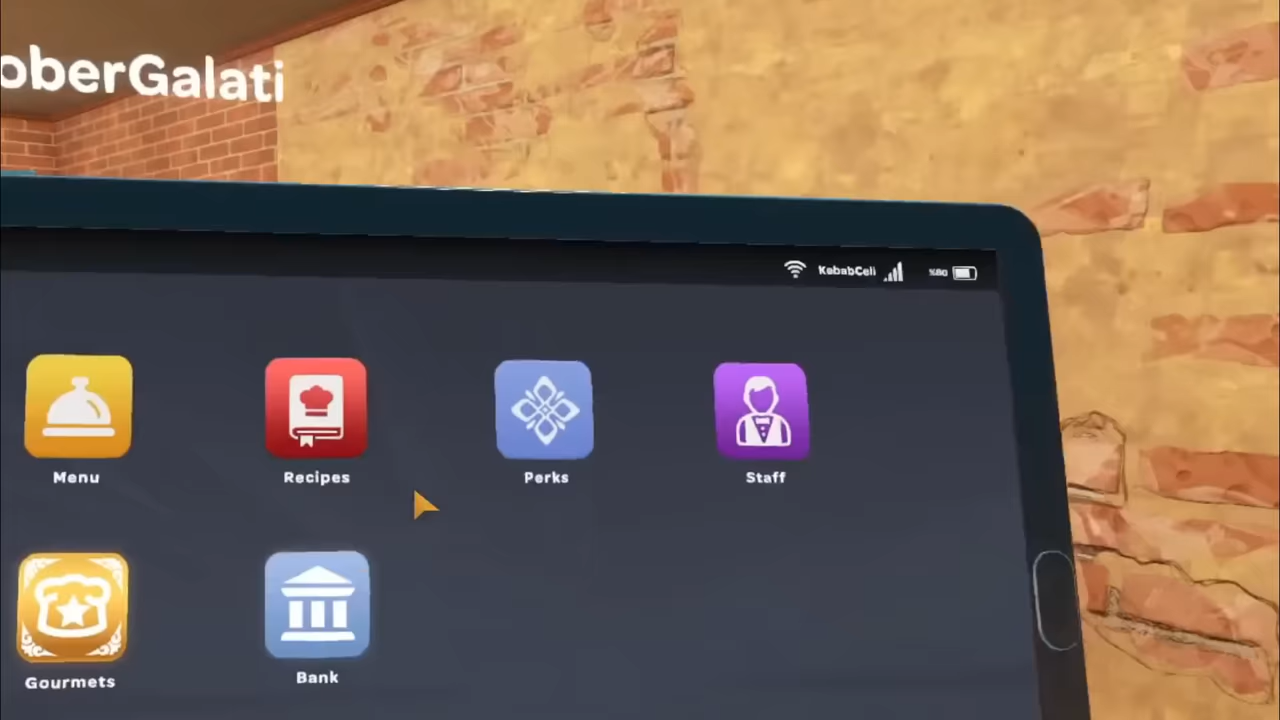 oberGalati
KebabCell
%80
Menu
Recipes
Perks
Staff
Gourmets
Bank